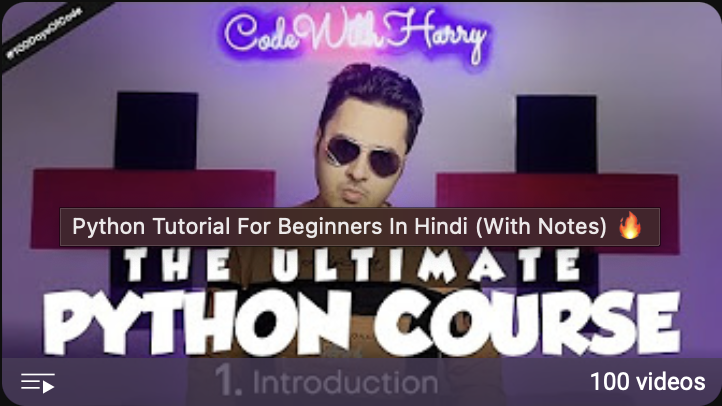 #100DaysOfCode
CodeWithHarry
Python Tutorial For Beginners In Hindi (With Notes) 🔥
THE ULTIMATE
PYTHON COURSE
1. Introduction
100 videos